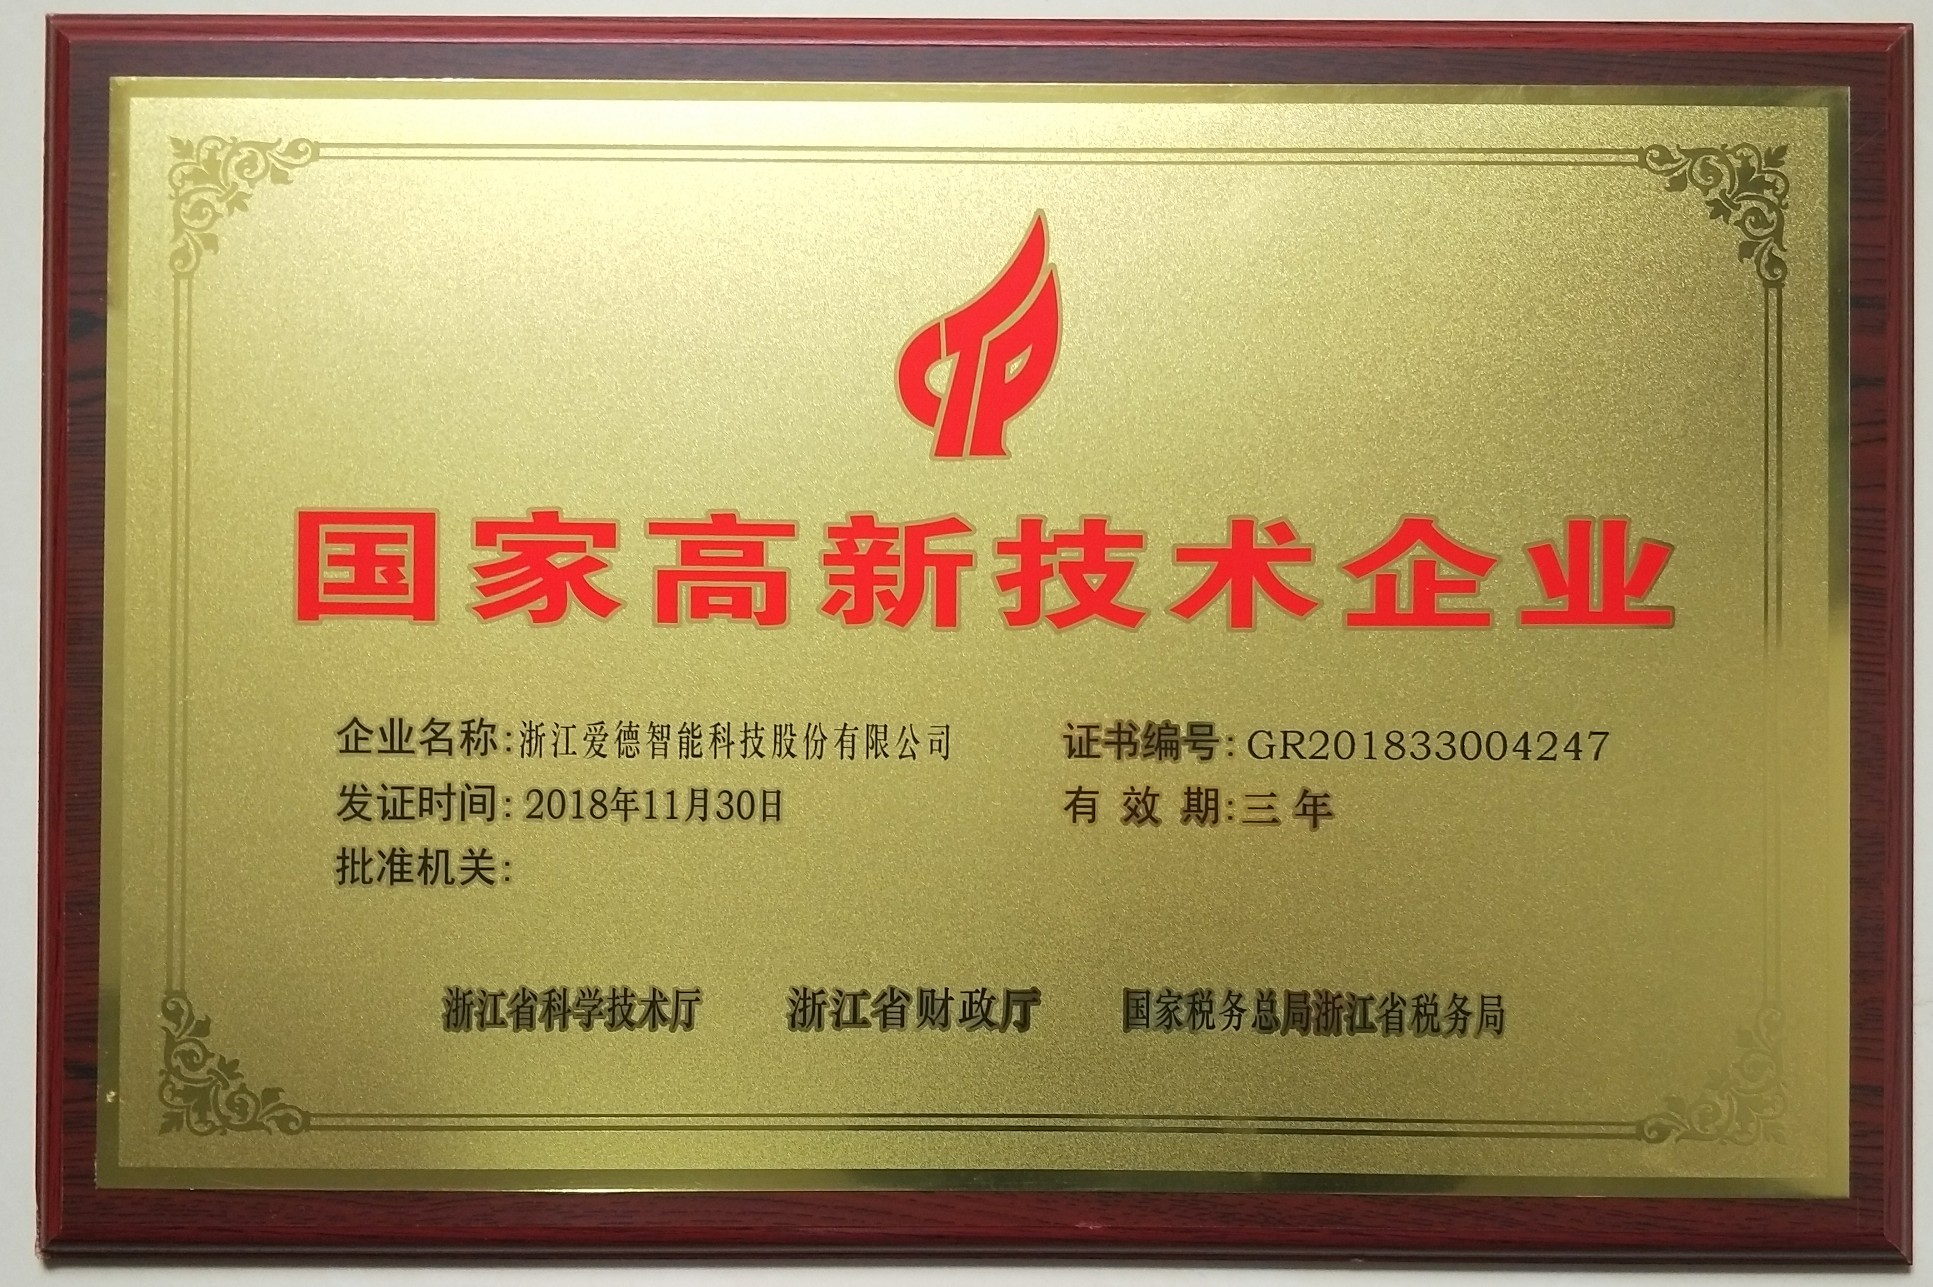 国家高新技术企业
企业名称:浙江爱德智能科技股份有限公司 证书编号:GR201833004247
发证时间:2018年11月30日 有效期:三年
批准机关:
浙江省科学技术厅 浙江省财政厅 国家税务总局浙江省税务局